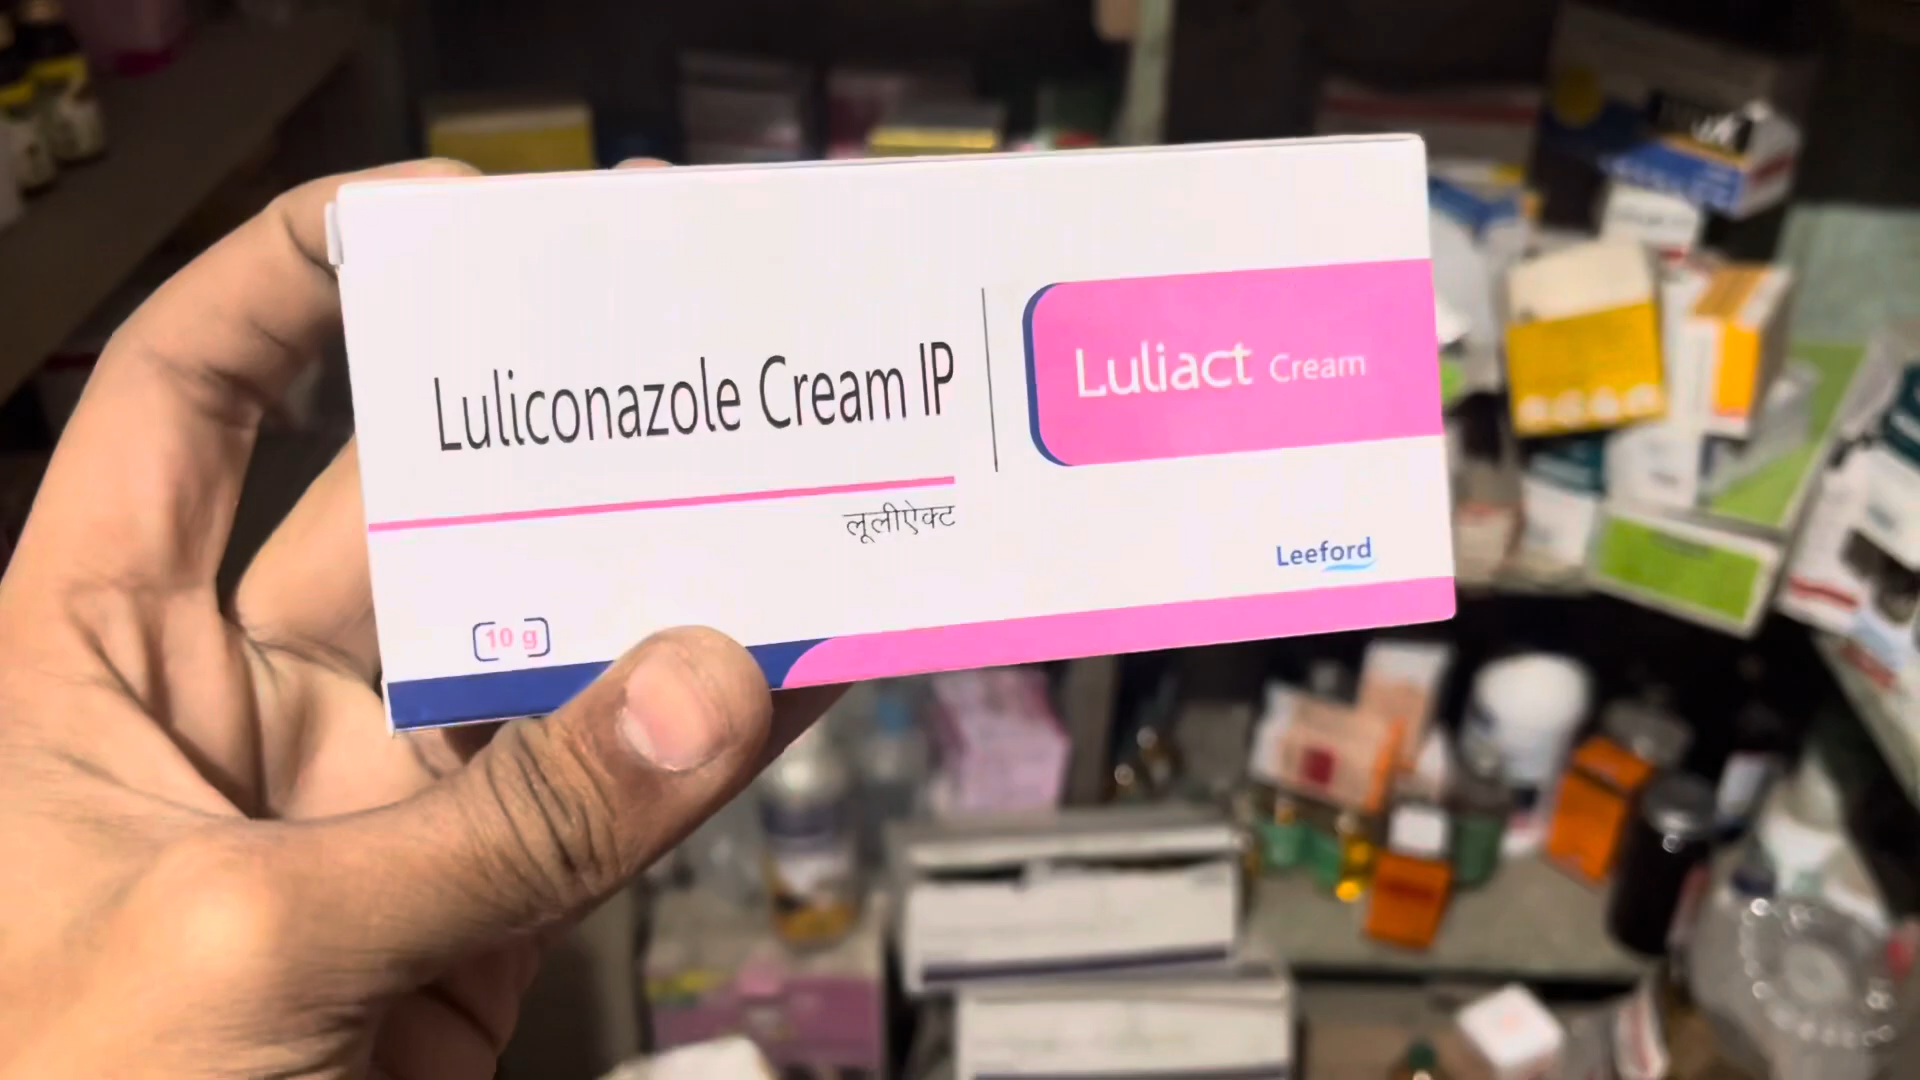 Luliconazole Cream IP
लूलीऐक्ट
10 g
Luliact Cream
Leeford